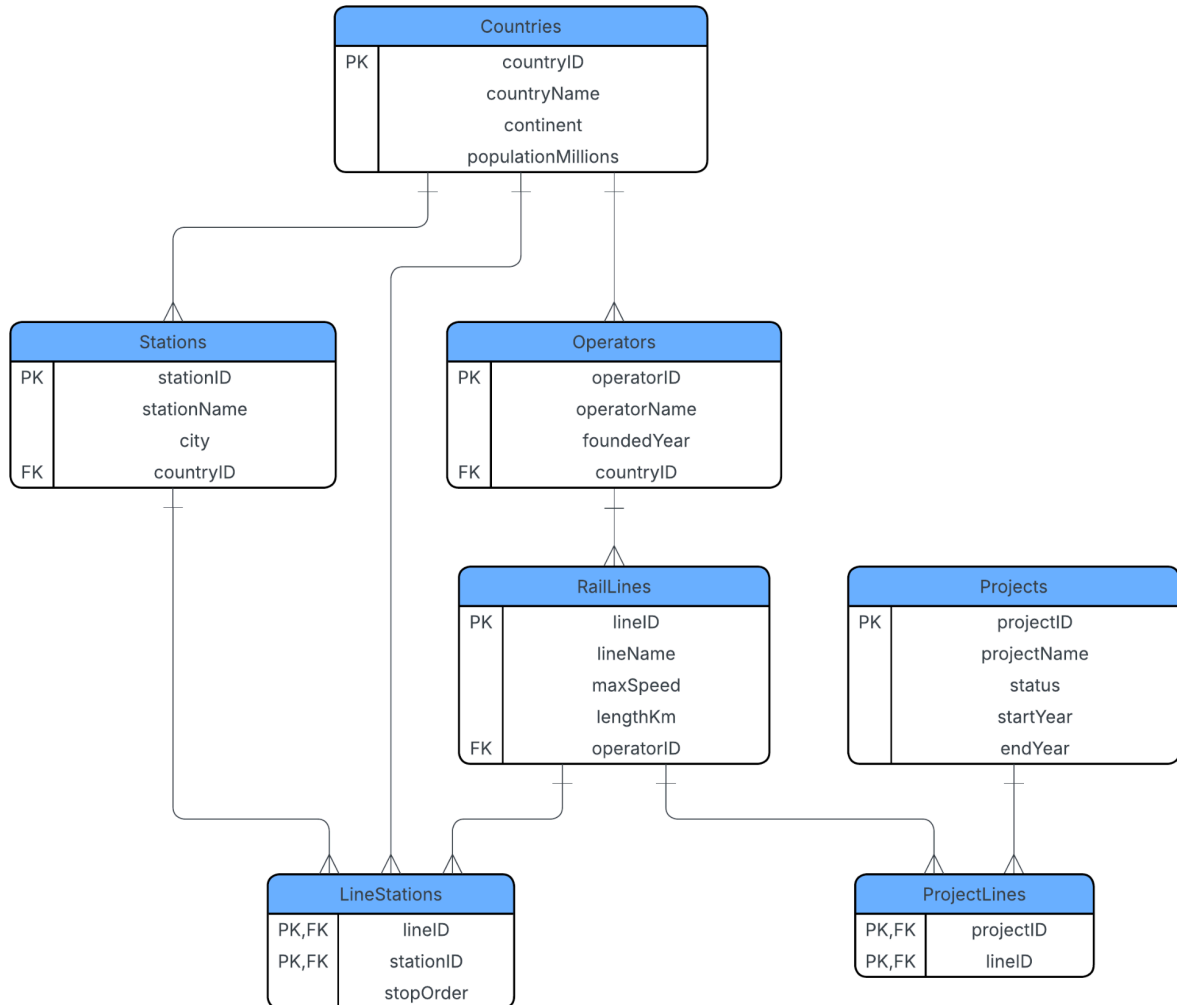 Countries
PK countryID
countryName
continent
populationMillions
Stations
PK stationID
stationName
city
FK countryID
Operators
PK operatorID
operatorName
foundedYear
FK countryID
RailLines
PK lineID
lineName
maxSpeed
lengthKm
FK operatorID
Projects
PK projectID
projectName
status
startYear
endYear
LineStations
PK,FK lineID
PK,FK stationID
stopOrder
ProjectLines
PK,FK projectID
PK,FK lineID